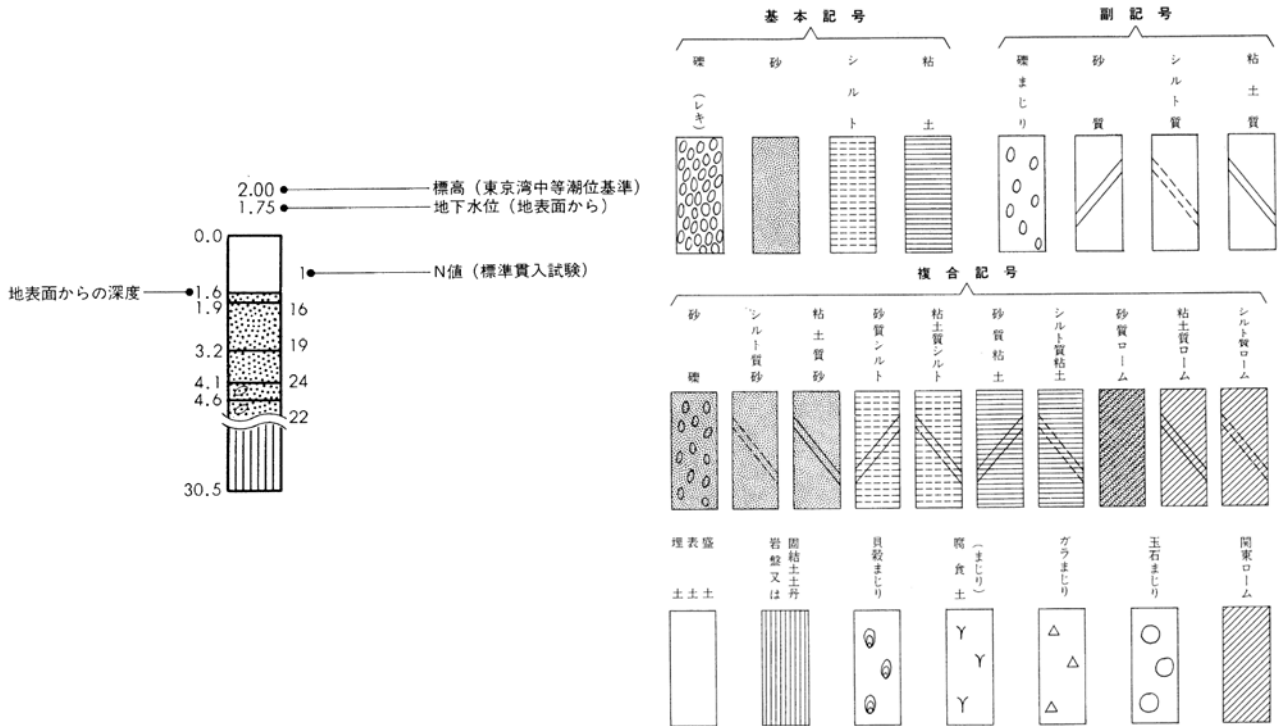 2.00 標高（東京湾中等潮位基準）
1.75 地下水位（地表面から）
0.0
1 N値（標準貫入試験）
地表面からの深度 1.6
1.9 16
3.2 19
4.1 24
4.6 22
30.5
基本記号
礫（レキ）
砂
シルト
粘土
副記号
礫まじり
砂質
シルト質
粘土質
複合記号
砂礫
シルト質砂
粘土質砂
砂質シルト
粘土質シルト
砂質粘土
シルト質粘土
砂質ローム
粘土質ローム
シルト質ローム
盛土
表土
埋土
固結土土丹
岩盤又は
貝殻まじり
腐食土（まじり）
ガラまじり
玉石まじり
関東ローム